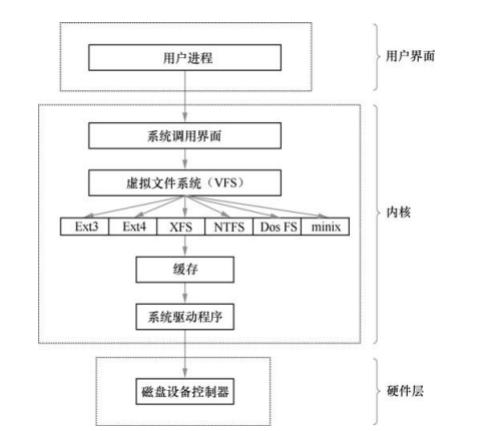 用户进程
用户界面
系统调用界面
虚拟文件系统（VFS）
内核
Ext3 Ext4 XFS NTFS Dos FS minix
缓存
系统驱动程序
磁盘设备控制器
硬件层